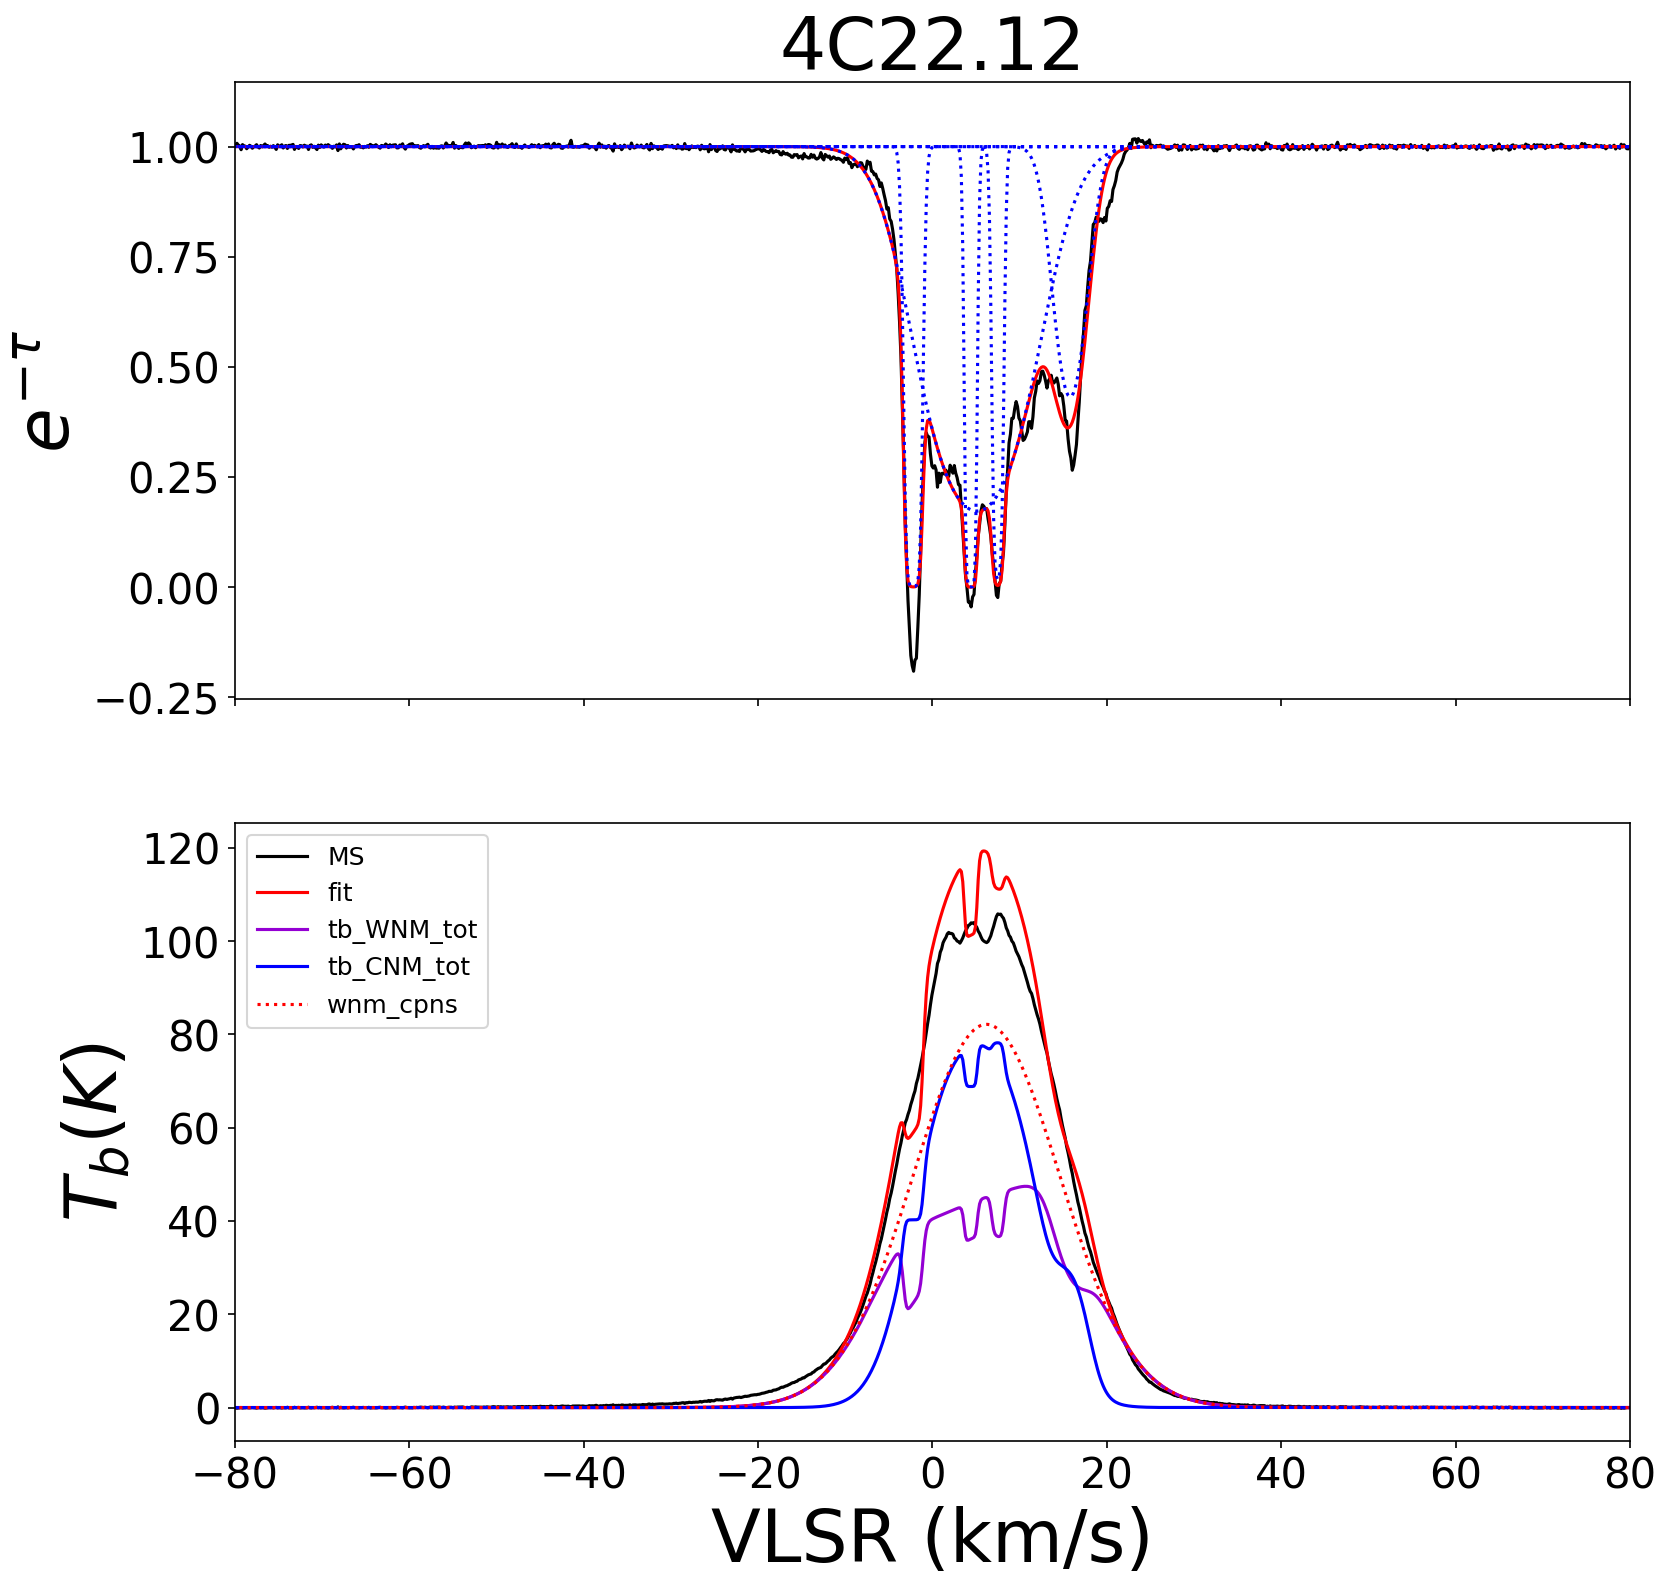 4C22.12
1.00
0.75
0.50
0.25
0.00
−0.25
e^{−τ}
120
100
80
60
40
20
0
T_b(K)
MS
fit
tb_WNM_tot
tb_CNM_tot
wnm_cpns
−80 −60 −40 −20 0 20 40 60 80
VLSR (km/s)